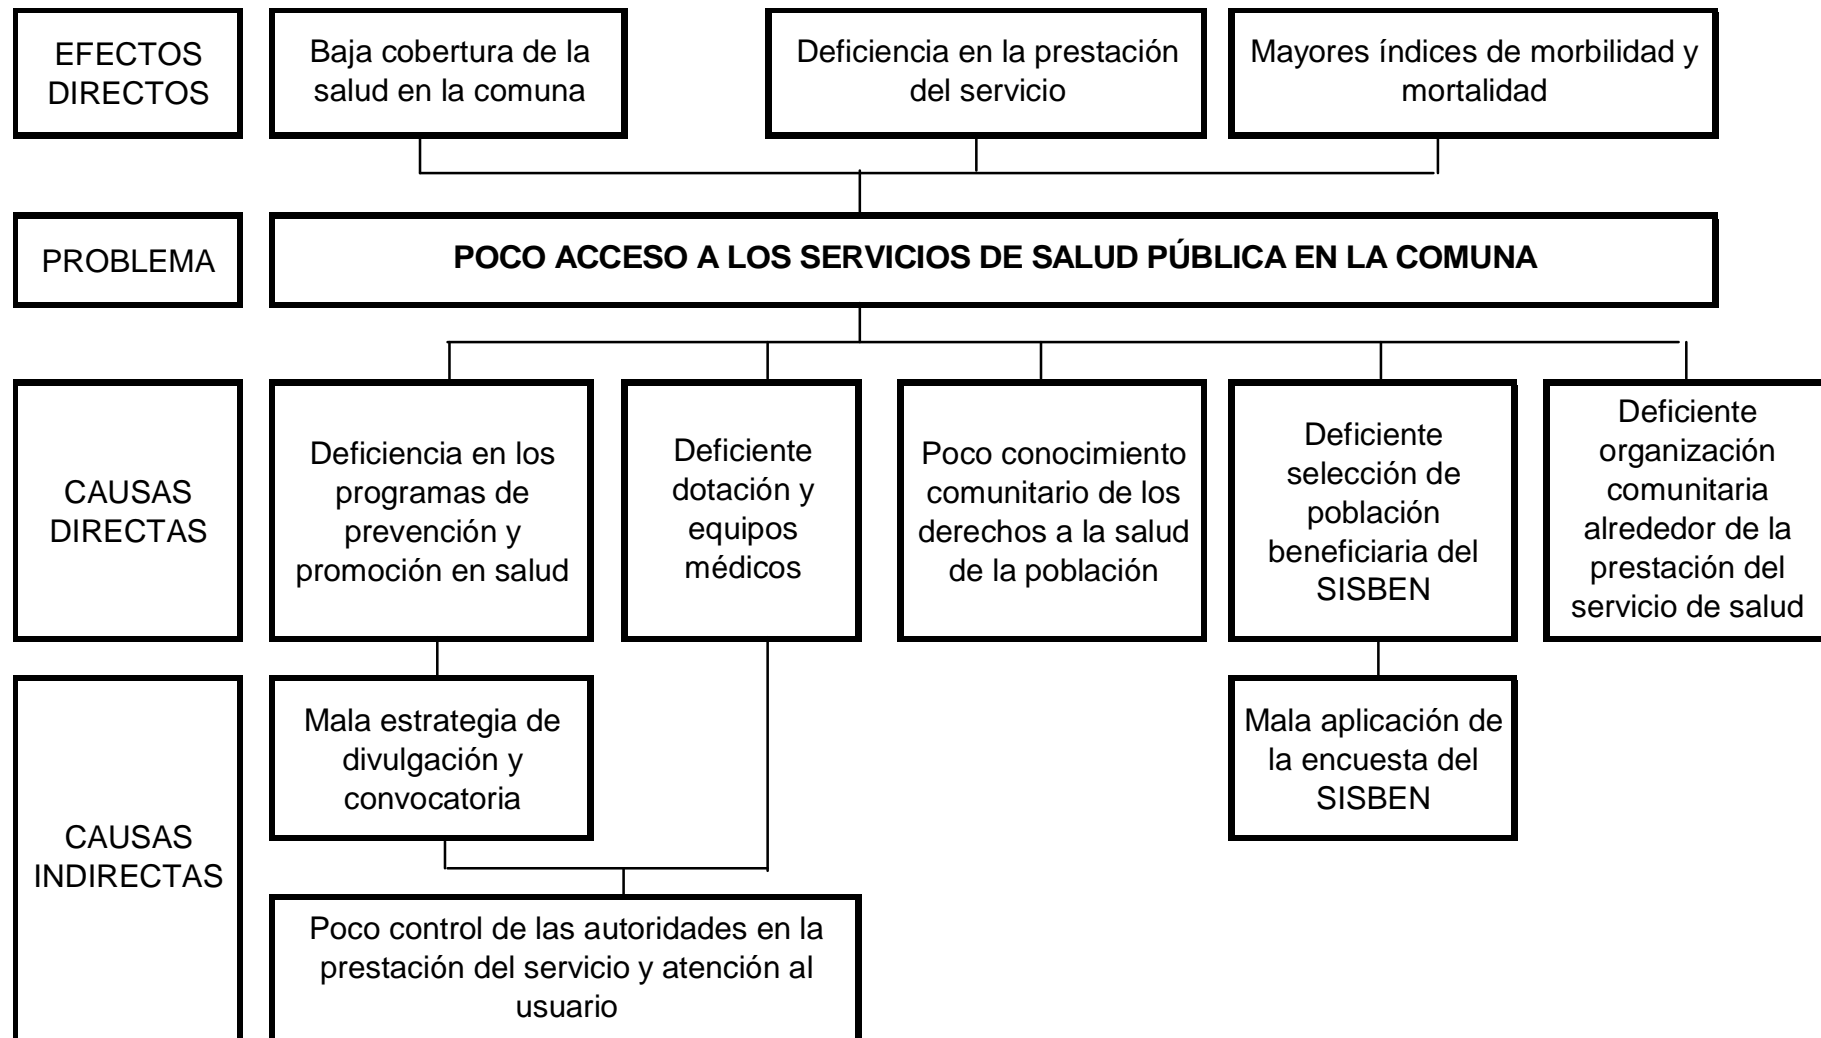 EFECTOS
DIRECTOS
Baja cobertura de la
salud en la comuna
Deficiencia en la prestación
del servicio
Mayores índices de morbilidad y
mortalidad
PROBLEMA
POCO ACCESO A LOS SERVICIOS DE SALUD PÚBLICA EN LA COMUNA
CAUSAS
DIRECTAS
Deficiencia en los
programas de
prevención y
promoción en salud
Deficiente
dotación y
equipos
médicos
Poco conocimiento
comunitario de los
derechos a la salud
de la población
Deficiente
selección de
población
beneficiaria del
SISBEN
Deficiente
organización
comunitaria
alrededor de la
prestación del
servicio de salud
CAUSAS
INDIRECTAS
Mala estrategia de
divulgación y
convocatoria
Mala aplicación de
la encuesta del
SISBEN
Poco control de las autoridades en la
prestación del servicio y atención al
usuario